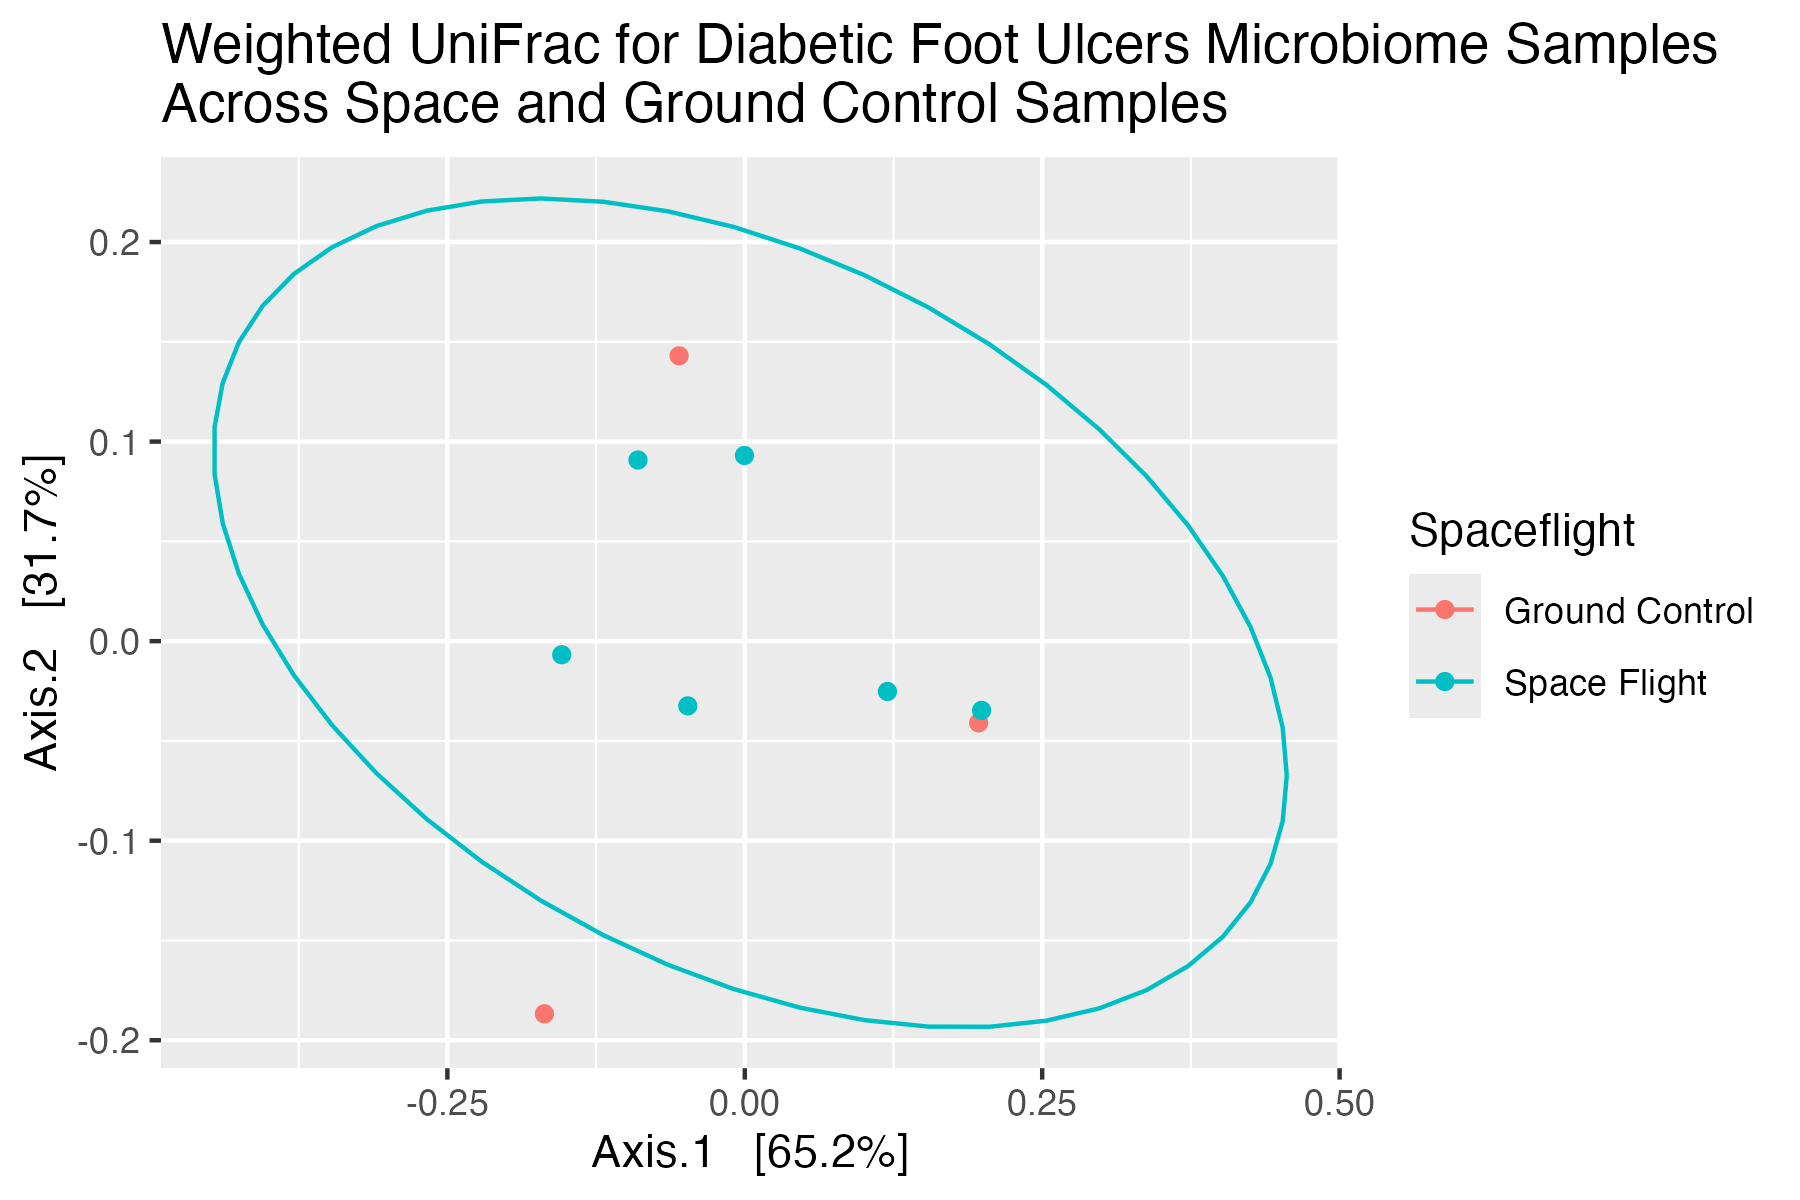 Weighted UniFrac for Diabetic Foot Ulcers Microbiome Samples
Across Space and Ground Control Samples
0.2
0.1
0.0
-0.1
-0.2
Axis.2 [31.7%]
-0.25
0.00
0.25
0.50
Axis.1 [65.2%]
Spaceflight
Ground Control
Space Flight